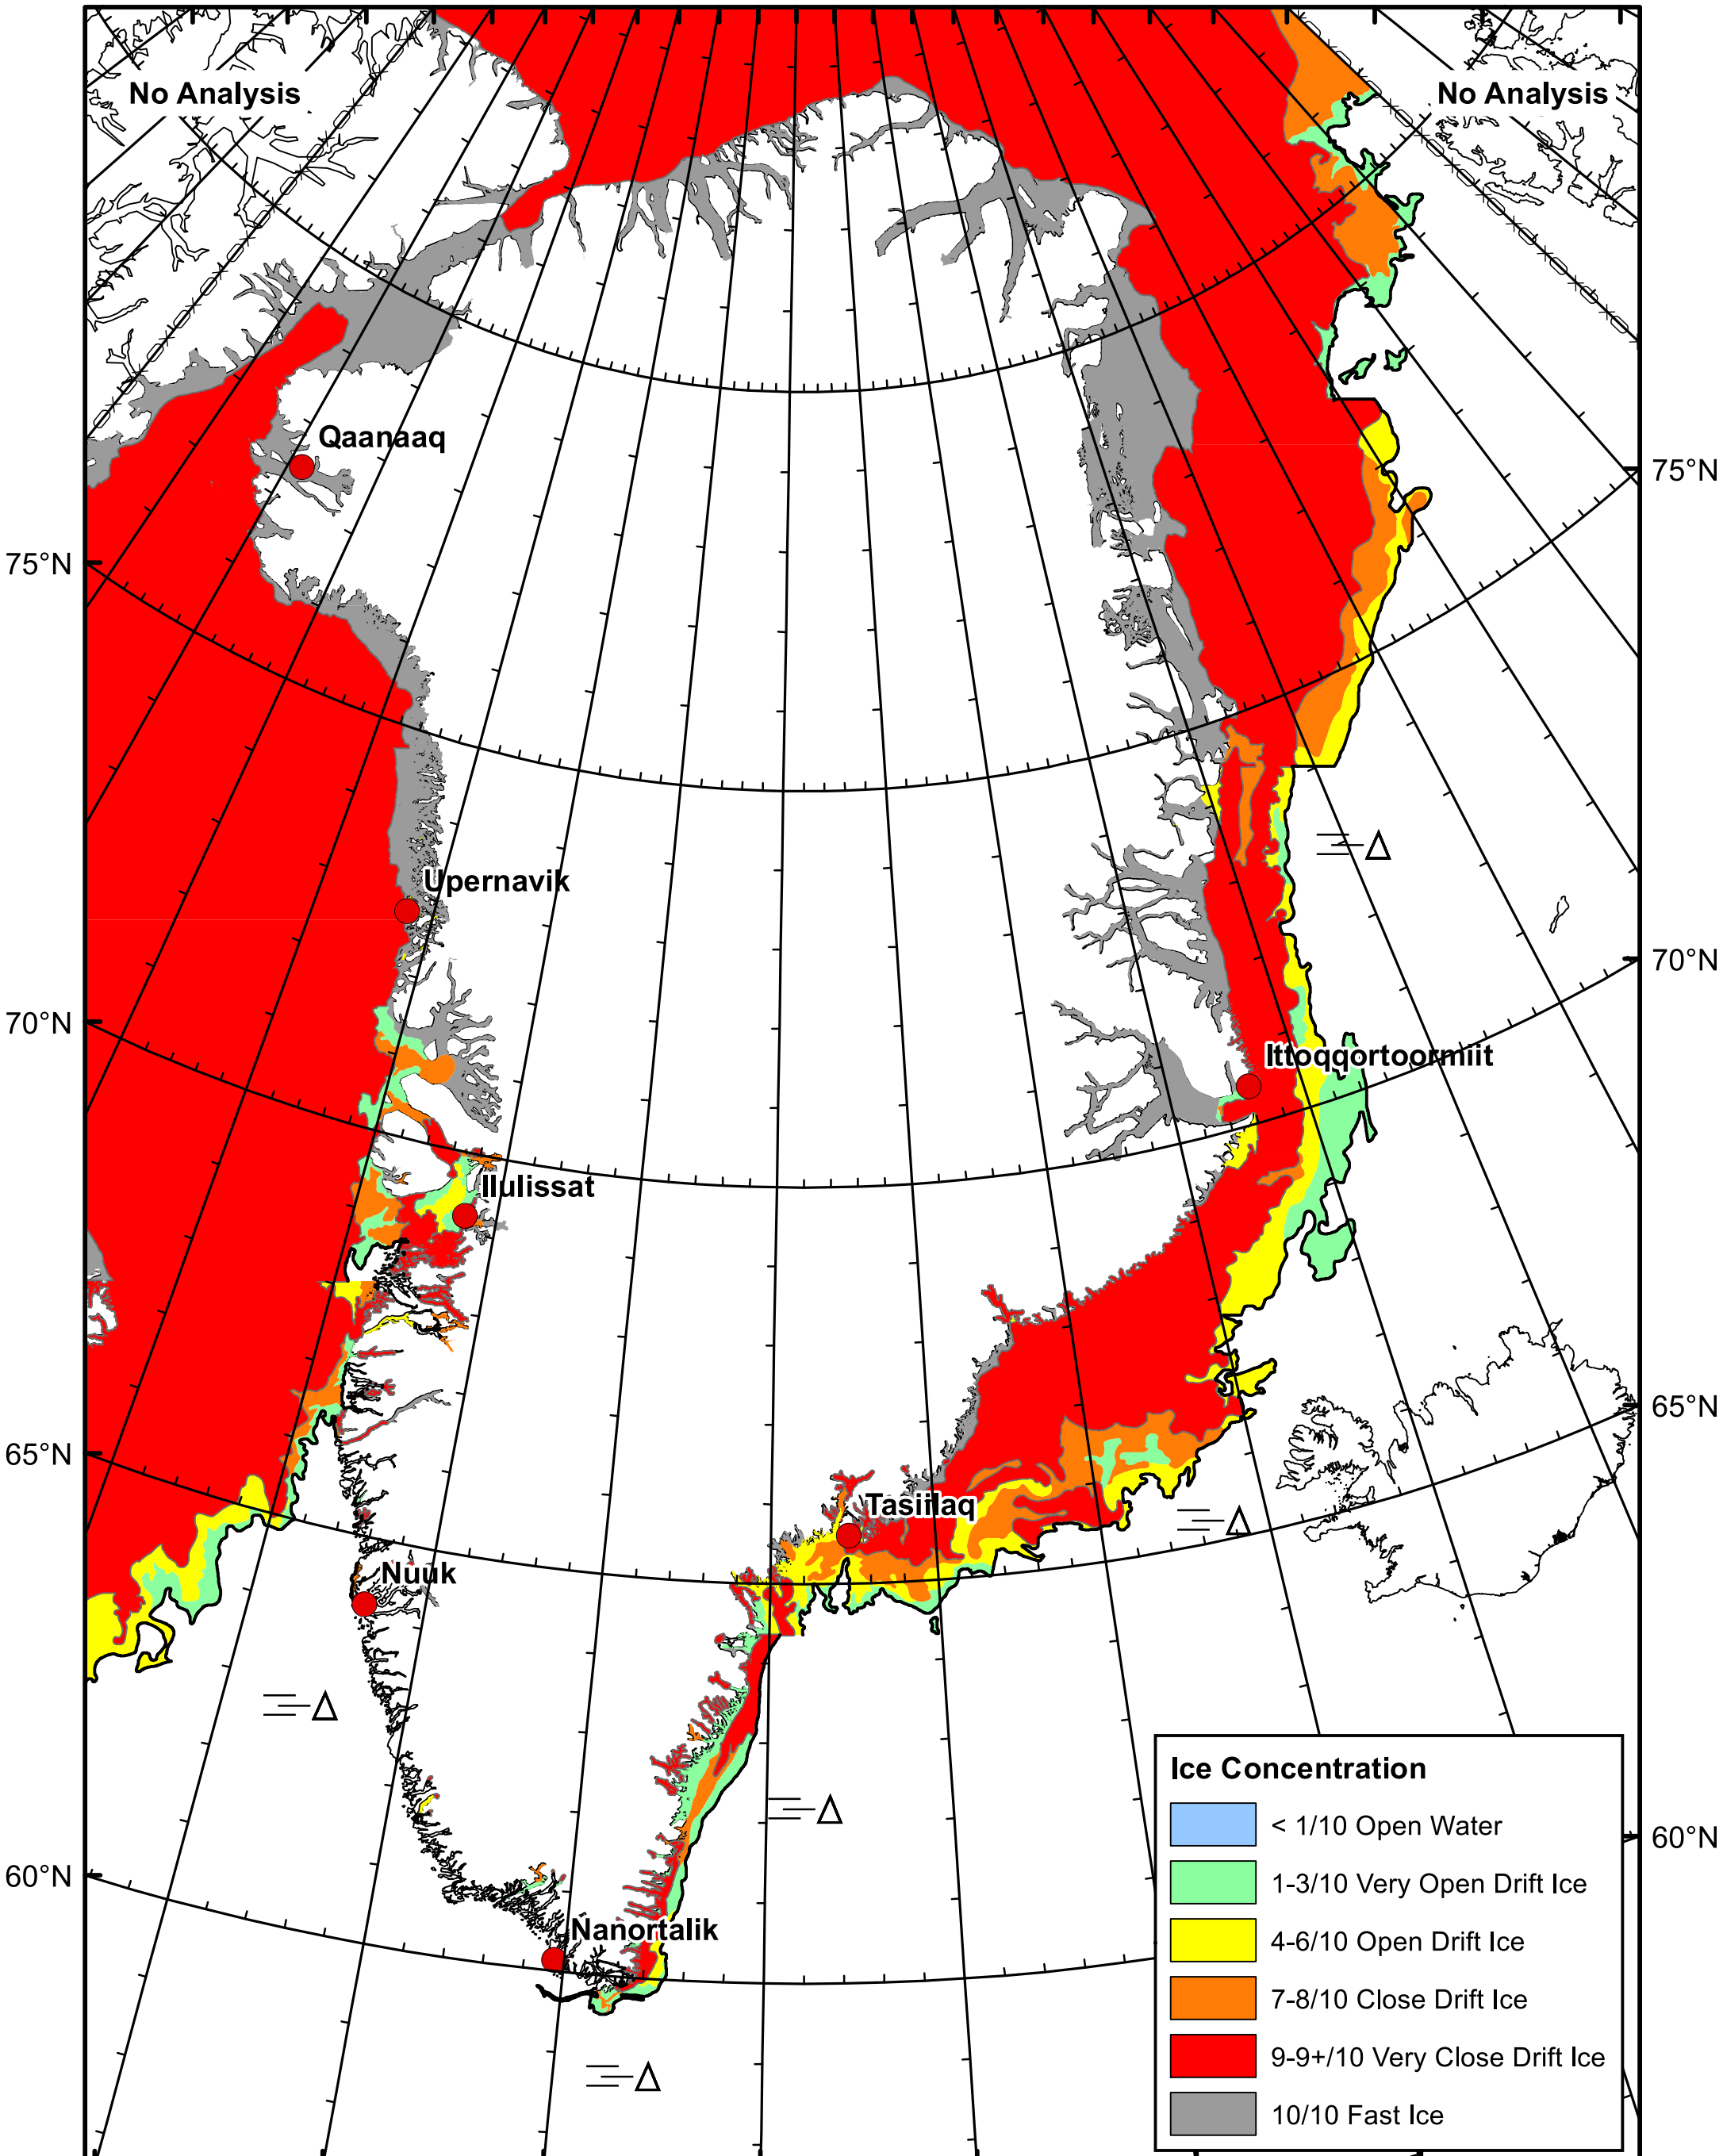 No Analysis
No Analysis
Qaanaaq
75°N
75°N
Upernavik
70°N
70°N
Ittoqqortoormiit
Ilulissat
65°N
65°N
Tasiilaq
Nuuk
Ice Concentration
< 1/10 Open Water
60°N
60°N
1-3/10 Very Open Drift Ice
Nanortalik
4-6/10 Open Drift Ice
7-8/10 Close Drift Ice
9-9+/10 Very Close Drift Ice
10/10 Fast Ice